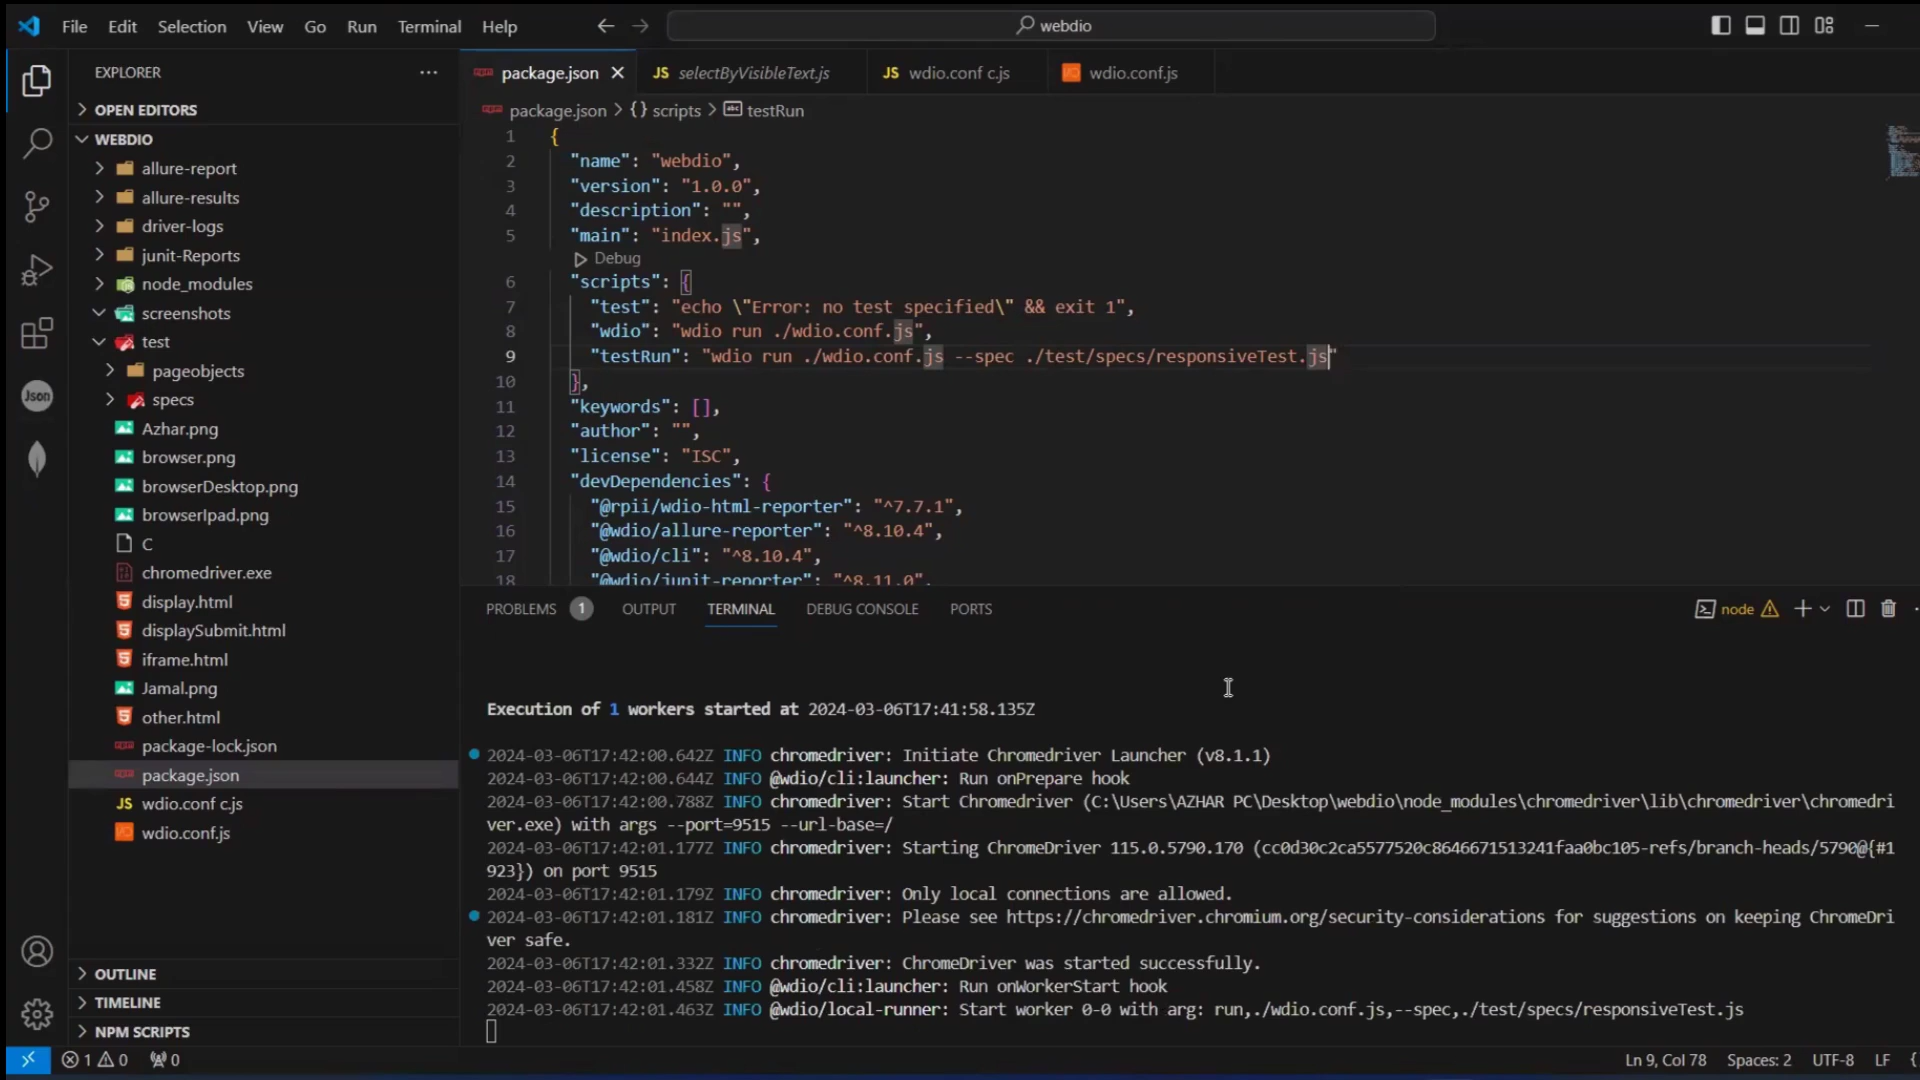 File Edit Selection View Go Run Terminal Help
webdio
EXPLORER
OPEN EDITORS
WEBDIO
allure-report
allure-results
driver-logs
junit-Reports
node_modules
screenshots
test
pageobjects
specs
Azhar.png
browser.png
browserDesktop.png
browserIpad.png
C
chromedriver.exe
display.html
displaySubmit.html
iframe.html
Jamal.png
other.html
package-lock.json
package.json
JS wdio.conf c.js
wdio.conf.js
OUTLINE
TIMELINE
NPM SCRIPTS
Json
package.json JS selectByVisibleText.js JS wdio.conf c.js wdio.conf.js
package.json > {} scripts > abc testRun
1 {
2 "name": "webdio",
3 "version": "1.0.0",
4 "description": "",
5 "main": "index.js",
Debug
6 "scripts": {
7 "test": "echo \"Error: no test specified\" && exit 1",
8 "wdio": "wdio run ./wdio.conf.js",
9 "testRun": "wdio run ./wdio.conf.js --spec ./test/specs/responsiveTest.js"
10 },
11 "keywords": [],
12 "author": "",
13 "license": "ISC",
14 "devDependencies": {
15 "@rpii/wdio-html-reporter": "^7.7.1",
16 "@wdio/allure-reporter": "^8.10.4",
17 "@wdio/cli": "^8.10.4",
18 "@wdio/junit-reporter": "^8.11.0",
PROBLEMS 1 OUTPUT TERMINAL DEBUG CONSOLE PORTS
node
Execution of 1 workers started at 2024-03-06T17:41:58.135Z
2024-03-06T17:42:00.642Z INFO chromedriver: Initiate Chromedriver Launcher (v8.1.1)
2024-03-06T17:42:00.644Z INFO @wdio/cli:launcher: Run onPrepare hook
2024-03-06T17:42:00.788Z INFO chromedriver: Start Chromedriver (C:\Users\AZHAR PC\Desktop\webdio\node_modules\chromedriver\lib\chromedriver\chromedri
ver.exe) with args --port=9515 --url-base=/
2024-03-06T17:42:01.177Z INFO chromedriver: Starting ChromeDriver 115.0.5790.170 (cc0d30c2ca5577520c8646671513241faa0bc105-refs/branch-heads/5790@{#1
923}) on port 9515
2024-03-06T17:42:01.179Z INFO chromedriver: Only local connections are allowed.
2024-03-06T17:42:01.181Z INFO chromedriver: Please see https://chromedriver.chromium.org/security-considerations for suggestions on keeping ChromeDri
ver safe.
2024-03-06T17:42:01.332Z INFO chromedriver: ChromeDriver was started successfully.
2024-03-06T17:42:01.458Z INFO @wdio/cli:launcher: Run onWorkerStart hook
2024-03-06T17:42:01.463Z INFO @wdio/local-runner: Start worker 0-0 with arg: run,./wdio.conf.js,--spec,./test/specs/responsiveTest.js
1 0 0 Ln 9, Col 78 Spaces: 2 UTF-8 LF {